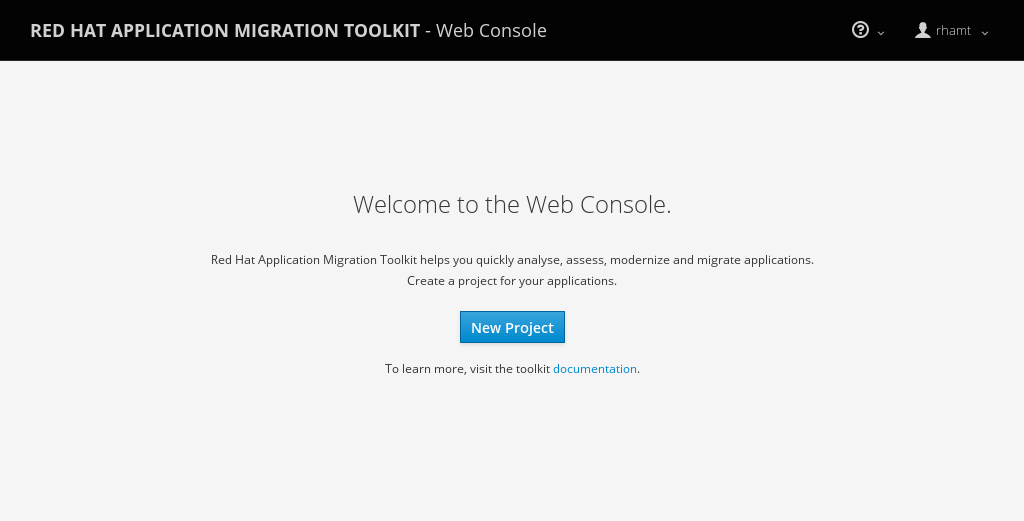 RED HAT APPLICATION MIGRATION TOOLKIT - Web Console
rhamt
Welcome to the Web Console.
Red Hat Application Migration Toolkit helps you quickly analyse, assess, modernize and migrate applications.
Create a project for your applications.
New Project
To learn more, visit the toolkit documentation.